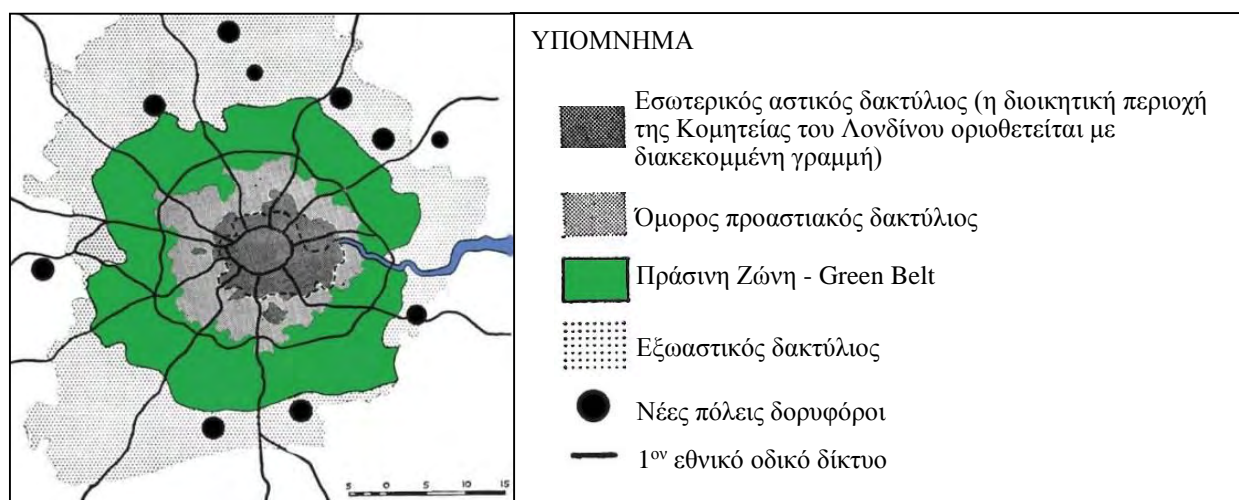 ΥΠΟΜΝΗΜΑ
Εσωτερικός αστικός δακτύλιος (η διοικητική περιοχή
της Κομητείας του Λονδίνου οριοθετείται με
διακεκομμένη γραμμή)
Όμορος προαστιακός δακτύλιος
Πράσινη Ζώνη - Green Belt
Εξωαστικός δακτύλιος
Νέες πόλεις δορυφόροι
1ον εθνικό οδικό δίκτυο
5 0 5 10 15